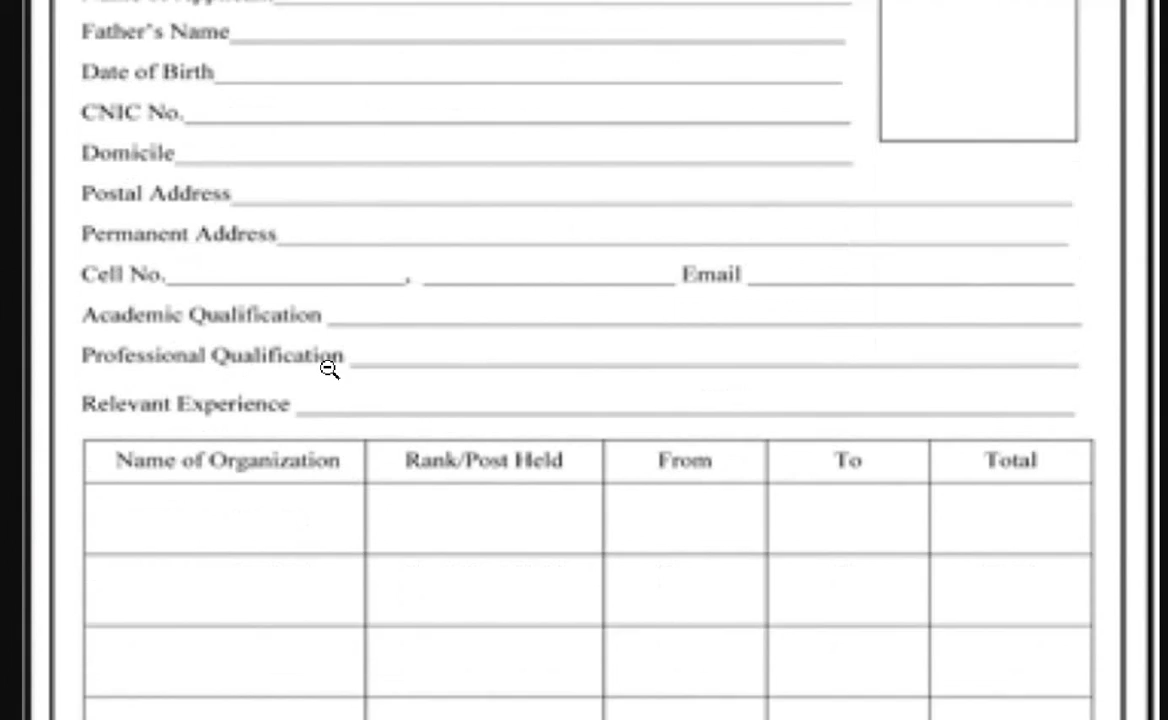 Father's Name
Date of Birth
CNIC No.
Domicile
Postal Address
Permanent Address
Cell No. , Email
Academic Qualification
Professional Qualification
Relevant Experience
Name of Organization Rank/Post Held From To Total